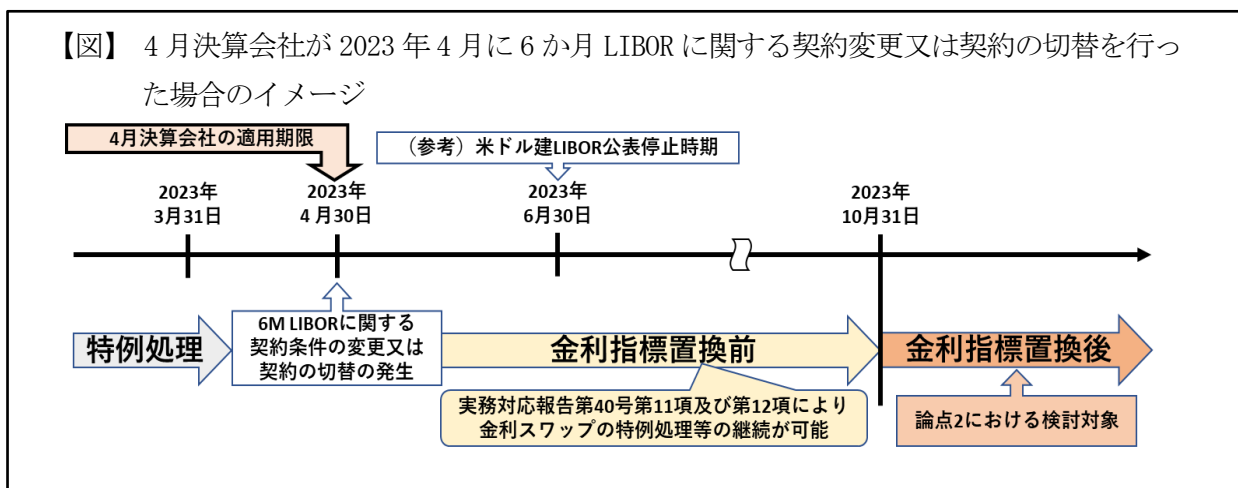 【図】 4月決算会社が 2023 年4月に6か月 LIBOR に関する契約変更又は契約の切替を行っ
た場合のイメージ
4月決算会社の適用期限
（参考）米ドル建LIBOR公表停止時期
2023年
3月31日
2023年
4 月30日
2023年
6月30日
2023年
10月31日
特例処理
6M LIBORに関する
契約条件の変更又は
契約の切替の発生
金利指標置換前
金利指標置換後
実務対応報告第40号第11項及び第12項により
金利スワップの特例処理等の継続が可能
論点2における検討対象